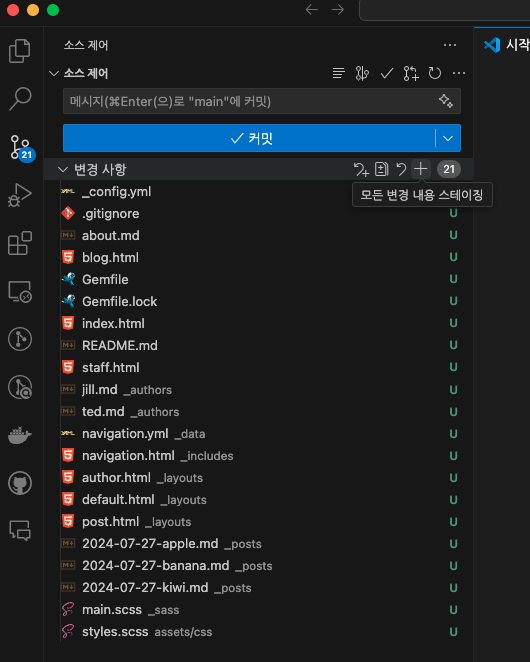 소스 제어
시작
소스 제어
메시지(⌘Enter(으)로 "main"에 커밋)
커밋
21
변경 사항 21
모든 변경 내용 스테이징
_config.yml
.gitignore U
about.md U
blog.html U
Gemfile U
Gemfile.lock U
index.html U
README.md U
staff.html U
jill.md _authors U
ted.md _authors U
navigation.yml _data U
navigation.html _includes U
author.html _layouts U
default.html _layouts U
post.html _layouts U
2024-07-27-apple.md _posts U
2024-07-27-banana.md _posts U
2024-07-27-kiwi.md _posts U
main.scss _sass U
styles.scss assets/css U